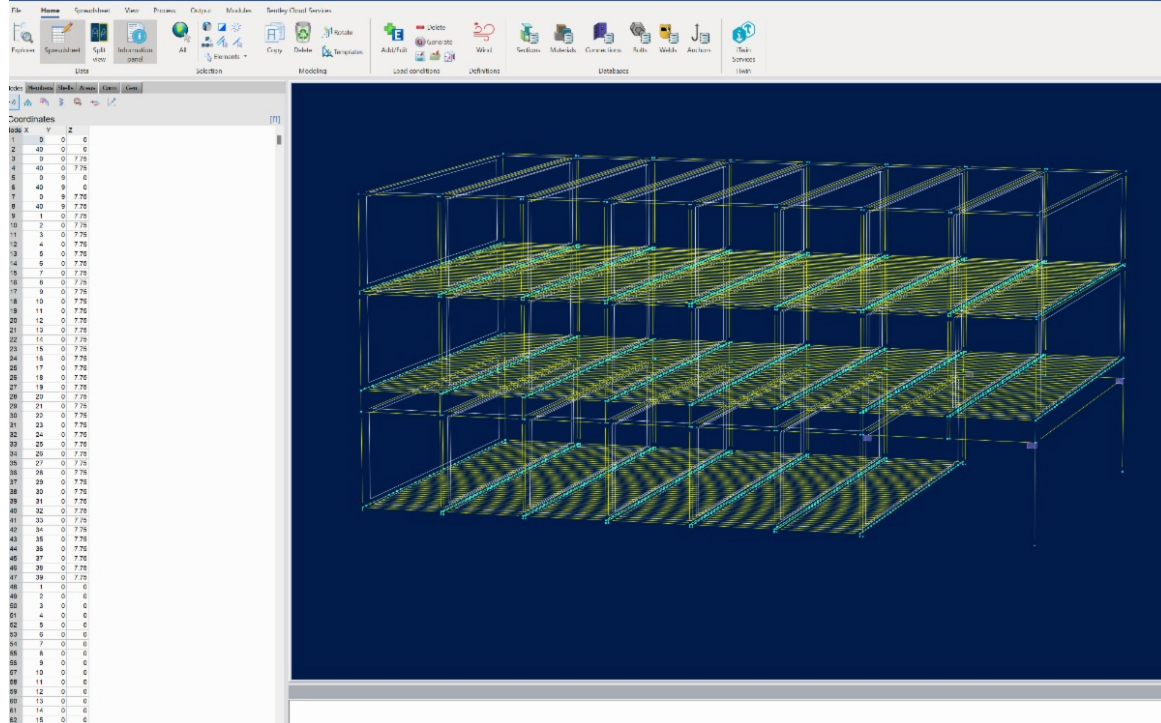 File Home Spreadsheet View Process Output Modules Bentley Cloud Services
Explorer Spreadsheet Split view Information panel All Elements Copy Delete Rotate Templates Add/Edit Delete Generate Wind Sections Materials Connections Bolts Welds Anchors iTwin Services
Data Selection Modeling Load conditions Definitions Databases iTwin
Nodes Members Shells Areas Cons Gen
Coordinates [ft]
Node X Y Z
1 0 0 0
2 40 0 0
3 0 0 7.75
4 40 0 7.75
5 0 9 0
6 40 9 0
7 0 9 7.75
8 40 9 7.75
9 1 0 7.75
10 2 0 7.75
11 3 0 7.75
12 4 0 7.75
13 5 0 7.75
14 6 0 7.75
15 7 0 7.75
16 8 0 7.75
17 9 0 7.75
18 10 0 7.75
19 11 0 7.75
20 12 0 7.75
21 13 0 7.75
22 14 0 7.75
23 15 0 7.75
24 16 0 7.75
25 17 0 7.75
26 18 0 7.75
27 19 0 7.75
28 20 0 7.75
29 21 0 7.75
30 22 0 7.75
31 23 0 7.75
32 24 0 7.75
33 25 0 7.75
34 26 0 7.75
35 27 0 7.75
36 28 0 7.75
37 29 0 7.75
38 30 0 7.75
39 31 0 7.75
40 32 0 7.75
41 33 0 7.75
42 34 0 7.75
43 35 0 7.75
44 36 0 7.75
45 37 0 7.75
46 38 0 7.75
47 39 0 7.75
48 1 0 0
49 2 0 0
50 3 0 0
51 4 0 0
52 5 0 0
53 6 0 0
54 7 0 0
55 8 0 0
56 9 0 0
57 10 0 0
58 11 0 0
59 12 0 0
60 13 0 0
61 14 0 0
62 15 0 0